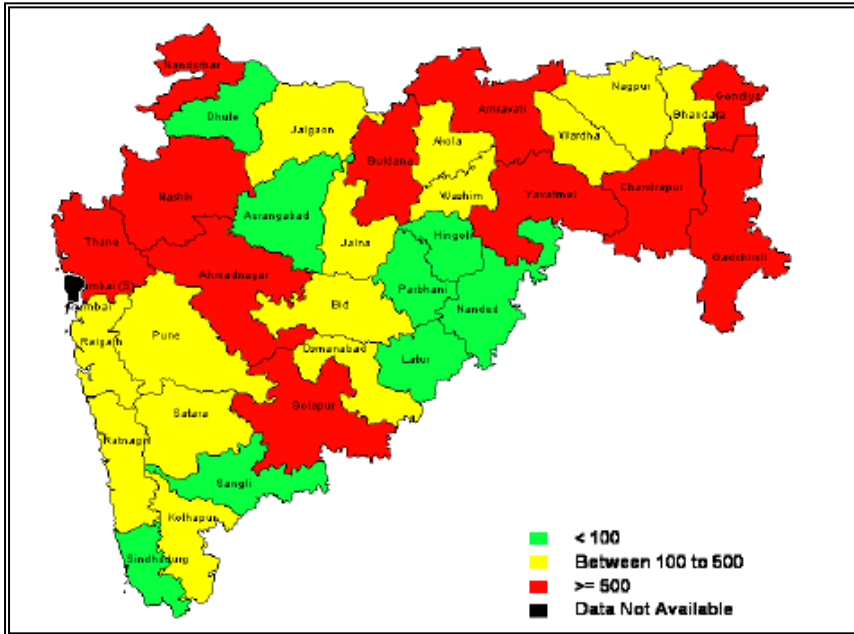 Nandurbar
Dhule
Jalgaon
Buldana
Akola
Amravati
Washim
Wardha
Nagpur
Bhandara
Gondiya
Nashik
Aurangabad
Jalna
Hingoli
Yavatmal
Chandrapur
Gadchiroli
Thane
Ahmadnagar
Parbhani
Nanded
Mumbai
Raigarh
Pune
Bid
Latur
Osmanabad
Satara
Solapur
Ratnagiri
Sangli
Kolhapur
Sindhudurg
< 100
Between 100 to 500
>= 500
Data Not Available